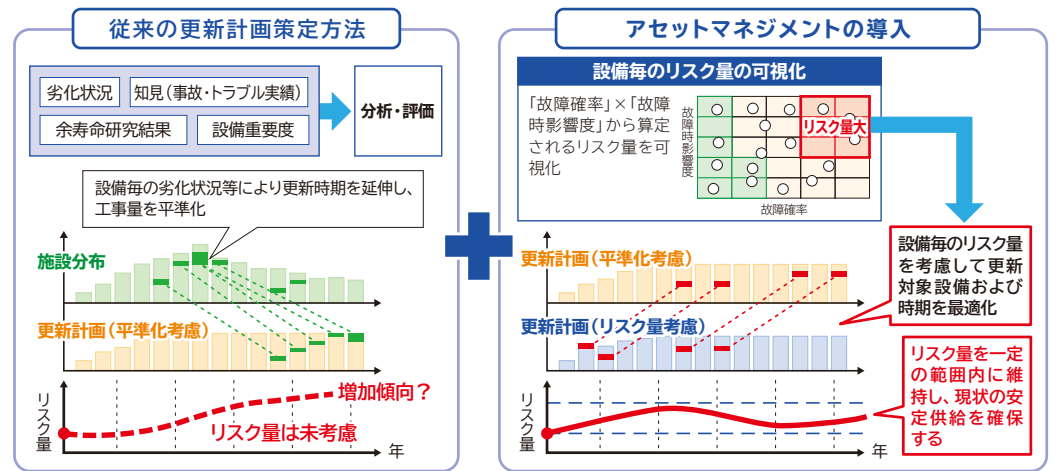 従来の更新計画策定方法
劣化状況
知見（事故・トラブル実績）
余寿命研究結果
設備重要度
分析・評価
設備毎の劣化状況等により更新時期を延伸し、
工事量を平準化
施設分布
更新計画（平準化考慮）
リスク量
増加傾向？
リスク量は未考慮
年
アセットマネジメントの導入
設備毎のリスク量の可視化
「故障確率」×「故障
時影響度」から算定
されるリスク量を可
視化
故障時影響度
リスク量大
故障確率
設備毎のリスク量
を考慮して更新
対象設備および
時期を最適化
更新計画（平準化考慮）
更新計画（リスク量考慮）
リスク量を一定
の範囲内に維
持し、現状の安
定供給を確保
する
リスク量
年